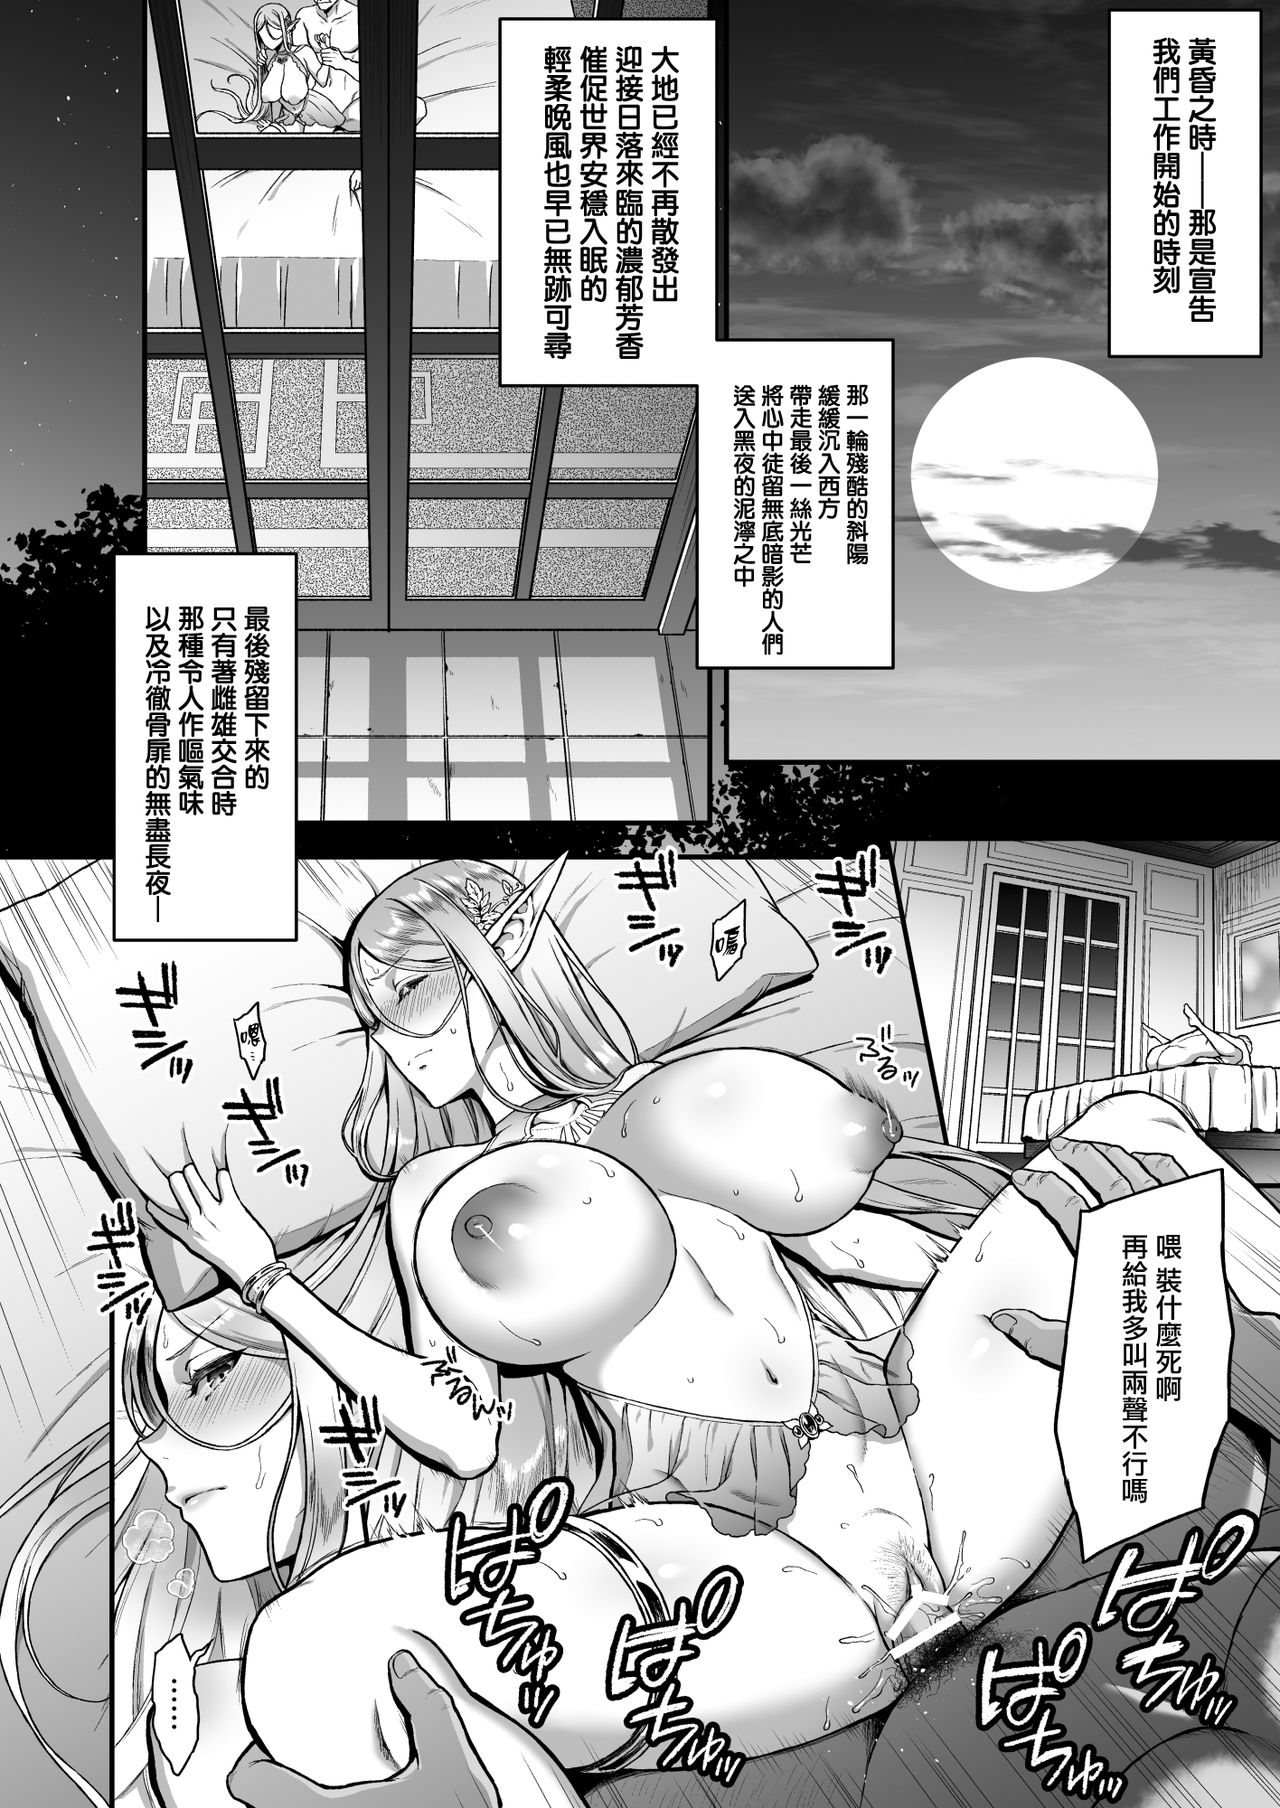 黃昏之時——那是宣告
我們工作開始的時刻
大地已經不再散發出
迎接日落來臨的濃郁芳香
催促世界安穩入眠的
輕柔晚風也早已無跡可尋
那一輪殘酷的斜陽
緩緩沉入西方
帶走最後一絲光芒
將心中徒留無底暗影的人們
送入黑夜的泥濘之中
最後殘留下來的
只有著雌雄交合時
那種令人作嘔氣味
以及冷徹骨扉的無盡長夜—
ギシッ
ギシッ
ギシッ
嗯
ギシッ
ぶるッ
嗯…
ギシッ
ギシッ
喂 裝什麼死啊
再給我多叫兩聲不行嗎
ぶるんッ
ぱちゅッ
ぱちゅッ
ぱちゅッ
ぱちゅッ
……